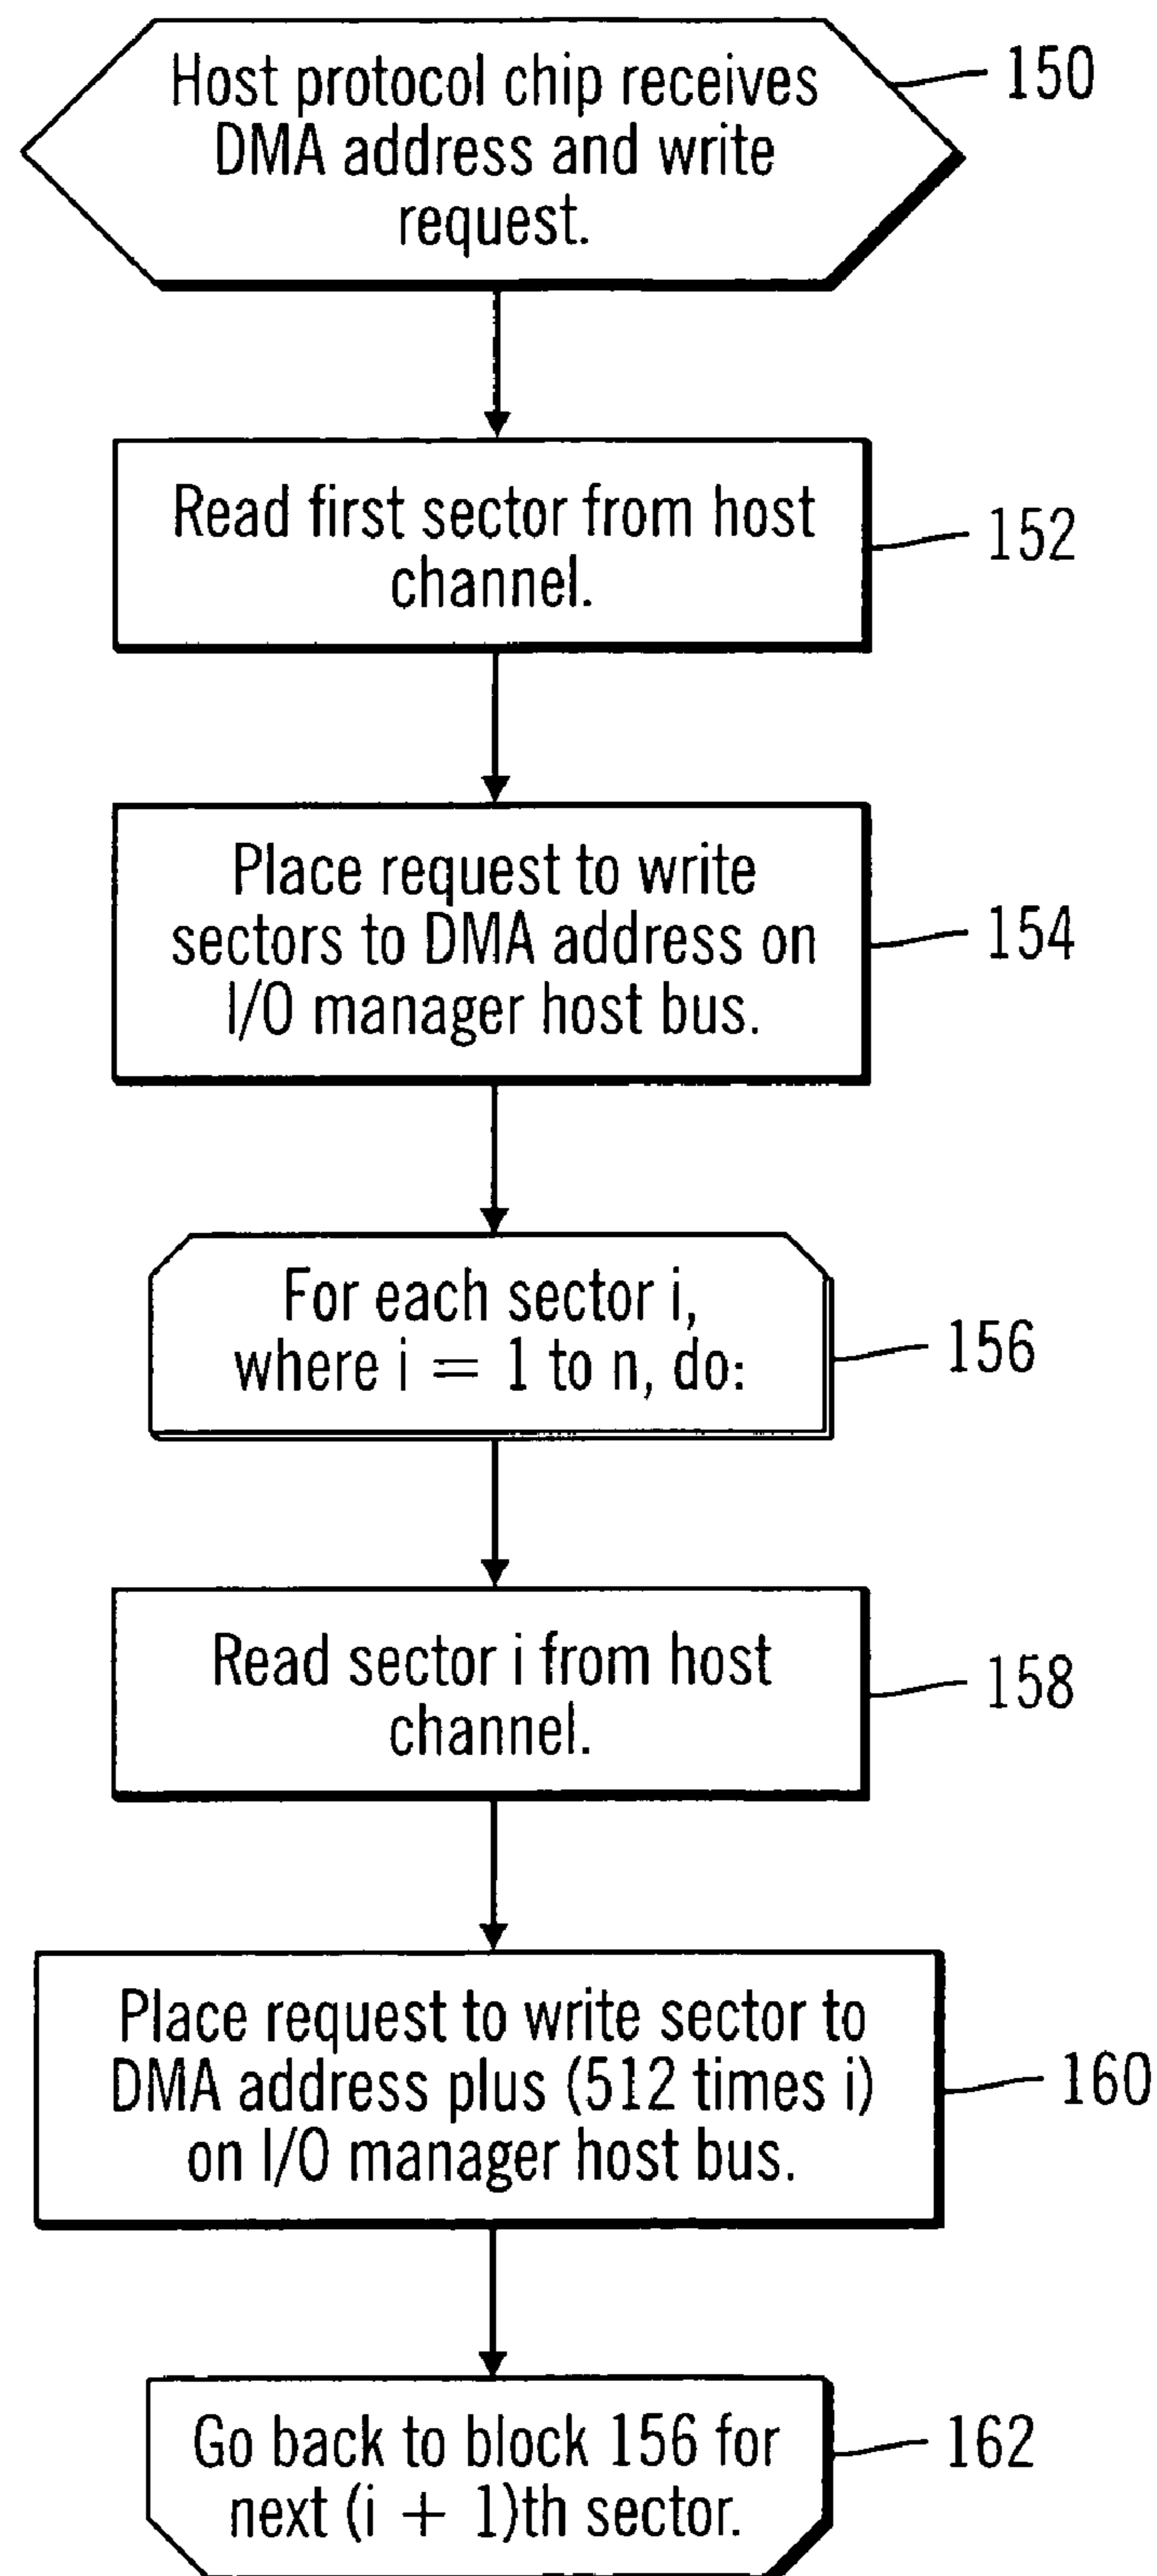 Host protocol chip receives
DMA address and write
request.
150
Read first sector from host
channel.
152
Place request to write
sectors to DMA address on
I/O manager host bus.
154
For each sector i,
where i = 1 to n, do:
156
Read sector i from host
channel.
158
Place request to write sector to
DMA address plus (512 times i)
on I/O manager host bus.
160
Go back to block 156 for
next (i + 1)th sector.
162